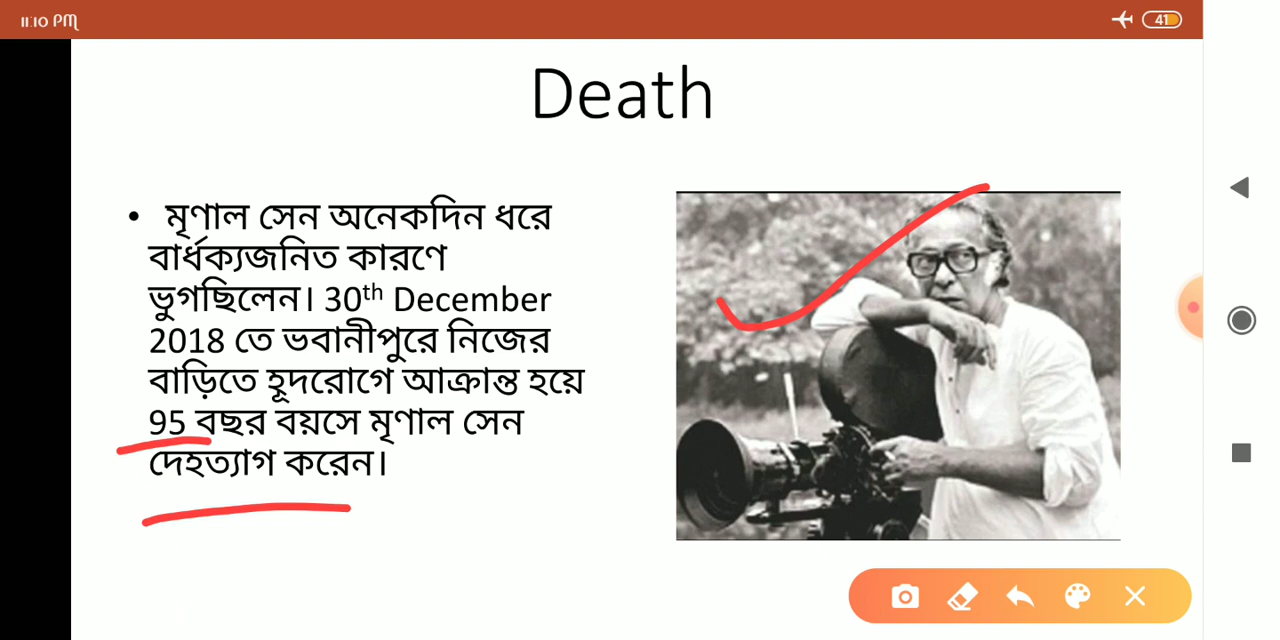 11:10 PM
41
Death
• মৃণাল সেন অনেকদিন ধরে
বার্ধক্যজনিত কারণে
ভুগছিলেন। 30th December
2018 তে ভবানীপুরে নিজের
বাড়িতে হূদরোগে আক্রান্ত হয়ে
95 বছর বয়সে মৃণাল সেন
দেহত্যাগ করেন।